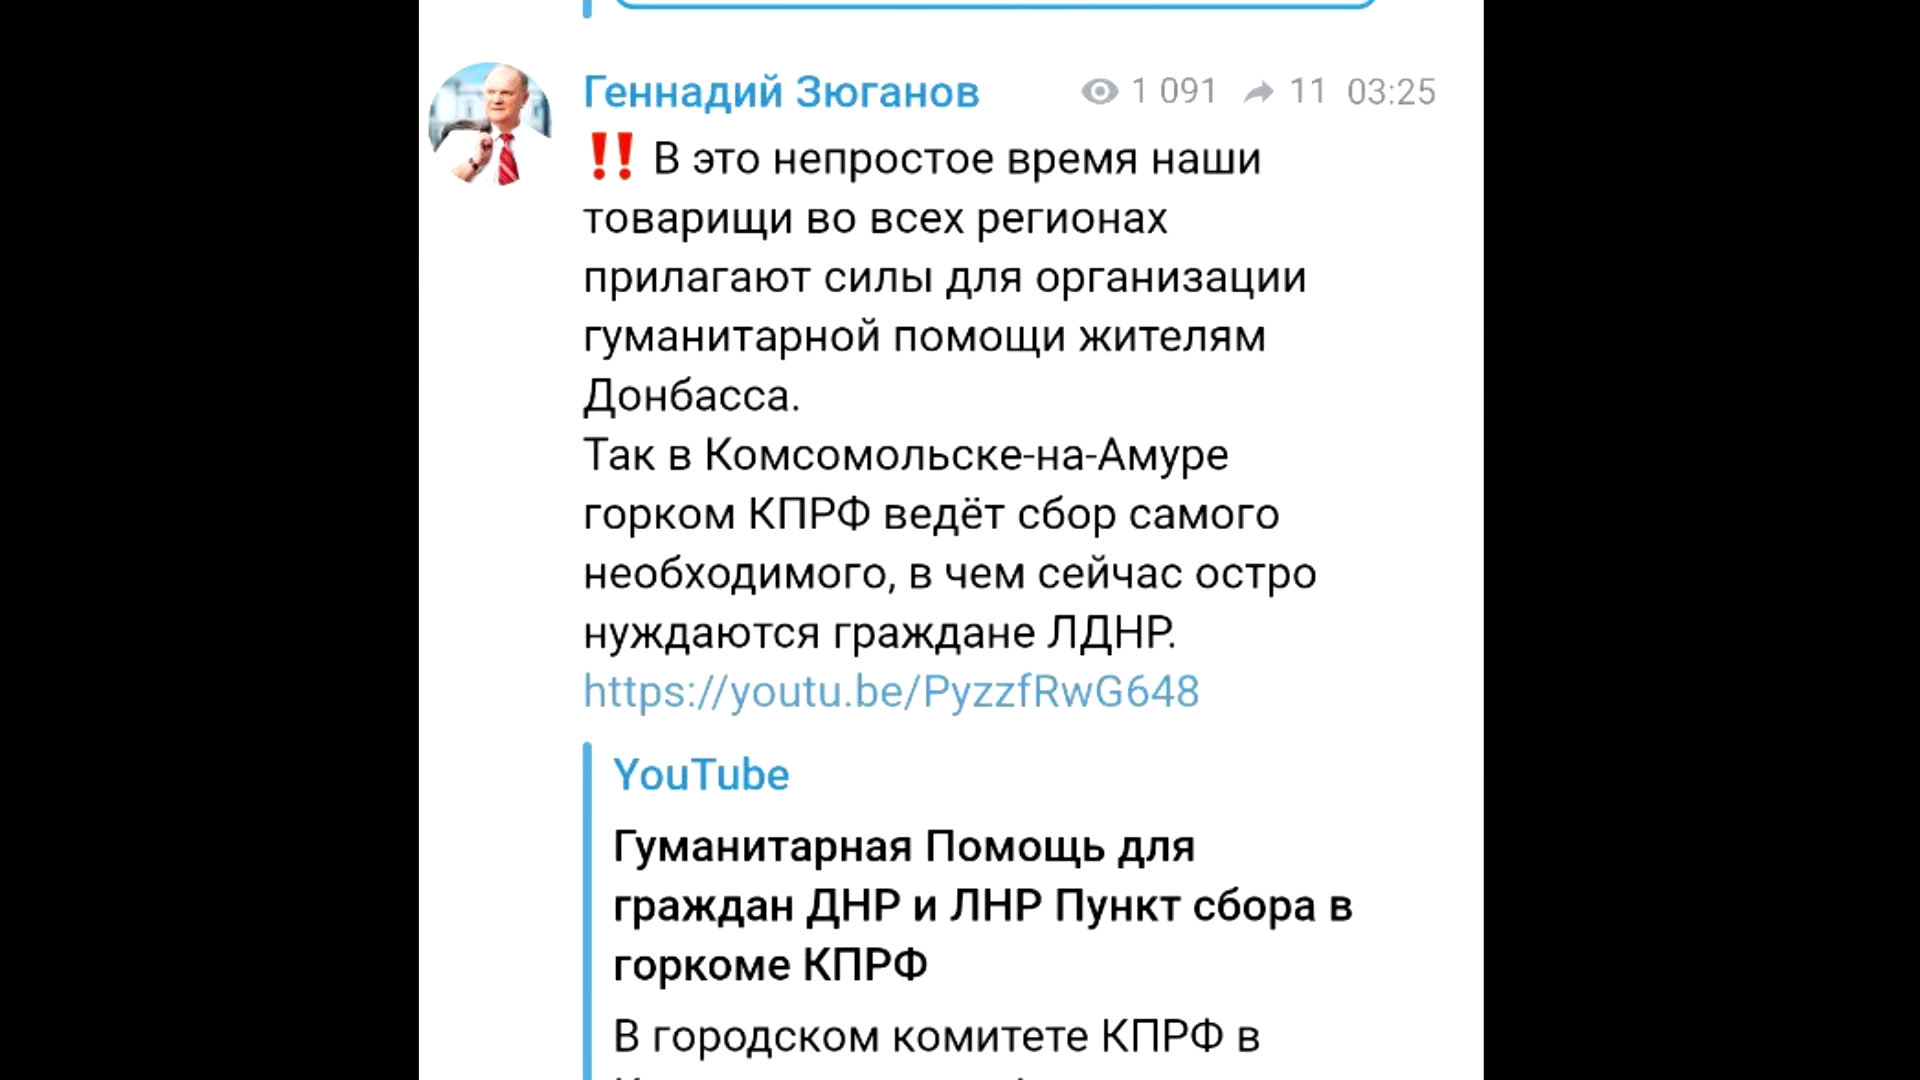 Геннадий Зюганов 1 091 11 03:25
‼️ В это непростое время наши
товарищи во всех регионах
прилагают силы для организации
гуманитарной помощи жителям
Донбасса.
Так в Комсомольске-на-Амуре
горком КПРФ ведёт сбор самого
необходимого, в чем сейчас остро
нуждаются граждане ЛДНР.
https://youtu.be/PyzzfRwG648
YouTube
Гуманитарная Помощь для
граждан ДНР и ЛНР Пункт сбора в
горкоме КПРФ
В городском комитете КПРФ в